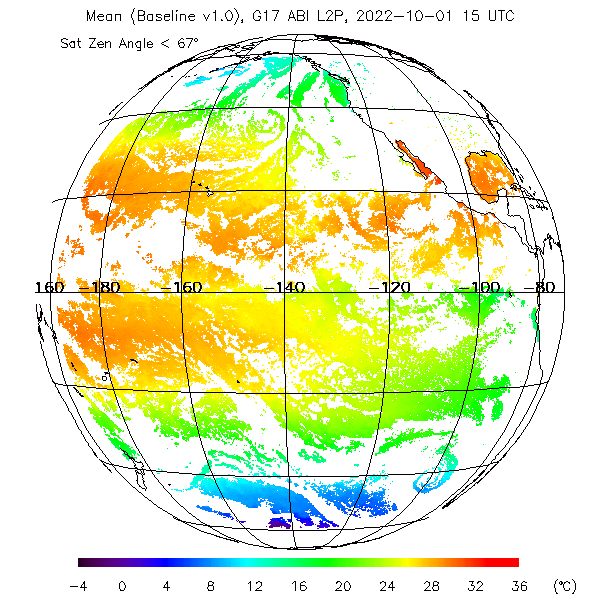 Mean (Baseline v1.0), G17 ABI L2P, 2022-10-01 15 UTC
Sat Zen Angle < 67°
160 -180 -160 -140 -120 -100 -80
-4 0 4 8 12 16 20 24 28 32 36 (°C)